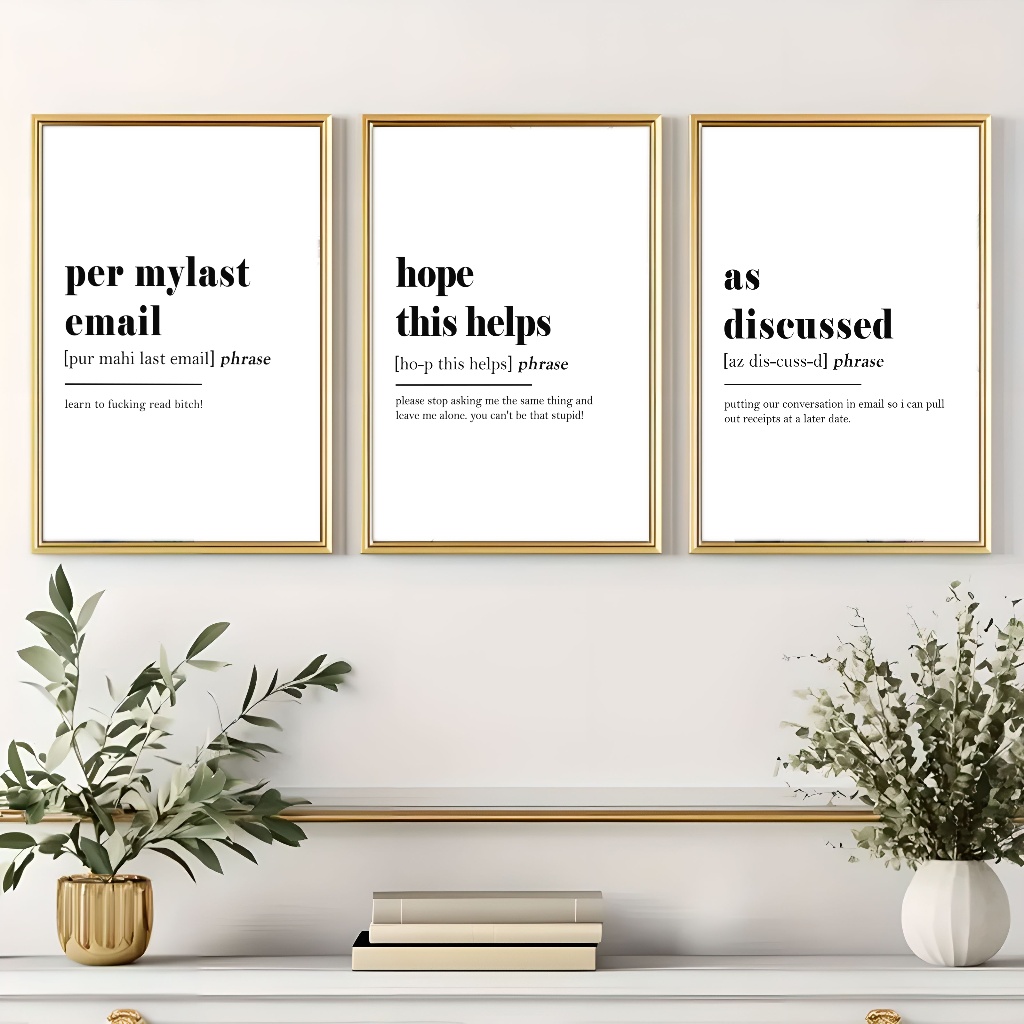 per mylast
email
[pur mahi last email] phrase
learn to fucking read bitch!
hope
this helps
[ho-p this helps] phrase
please stop asking me the same thing and
leave me alone. you can't be that stupid!
as
discussed
[az dis-cuss-d] phrase
putting our conversation in email so i can pull
out receipts at a later date.